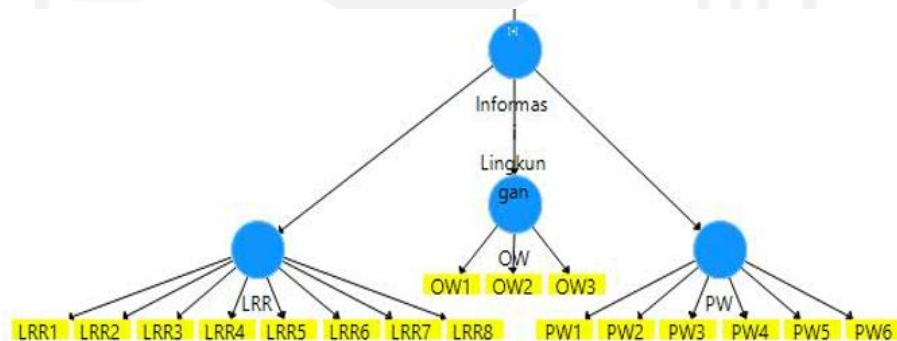 Informas
i
Lingkun
gan
OW
OW1 OW2 OW3
LRR
PW
LRR1 LRR2 LRR3 LRR4 LRR5 LRR6 LRR7 LRR8
PW1 PW2 PW3 PW4 PW5 PW6